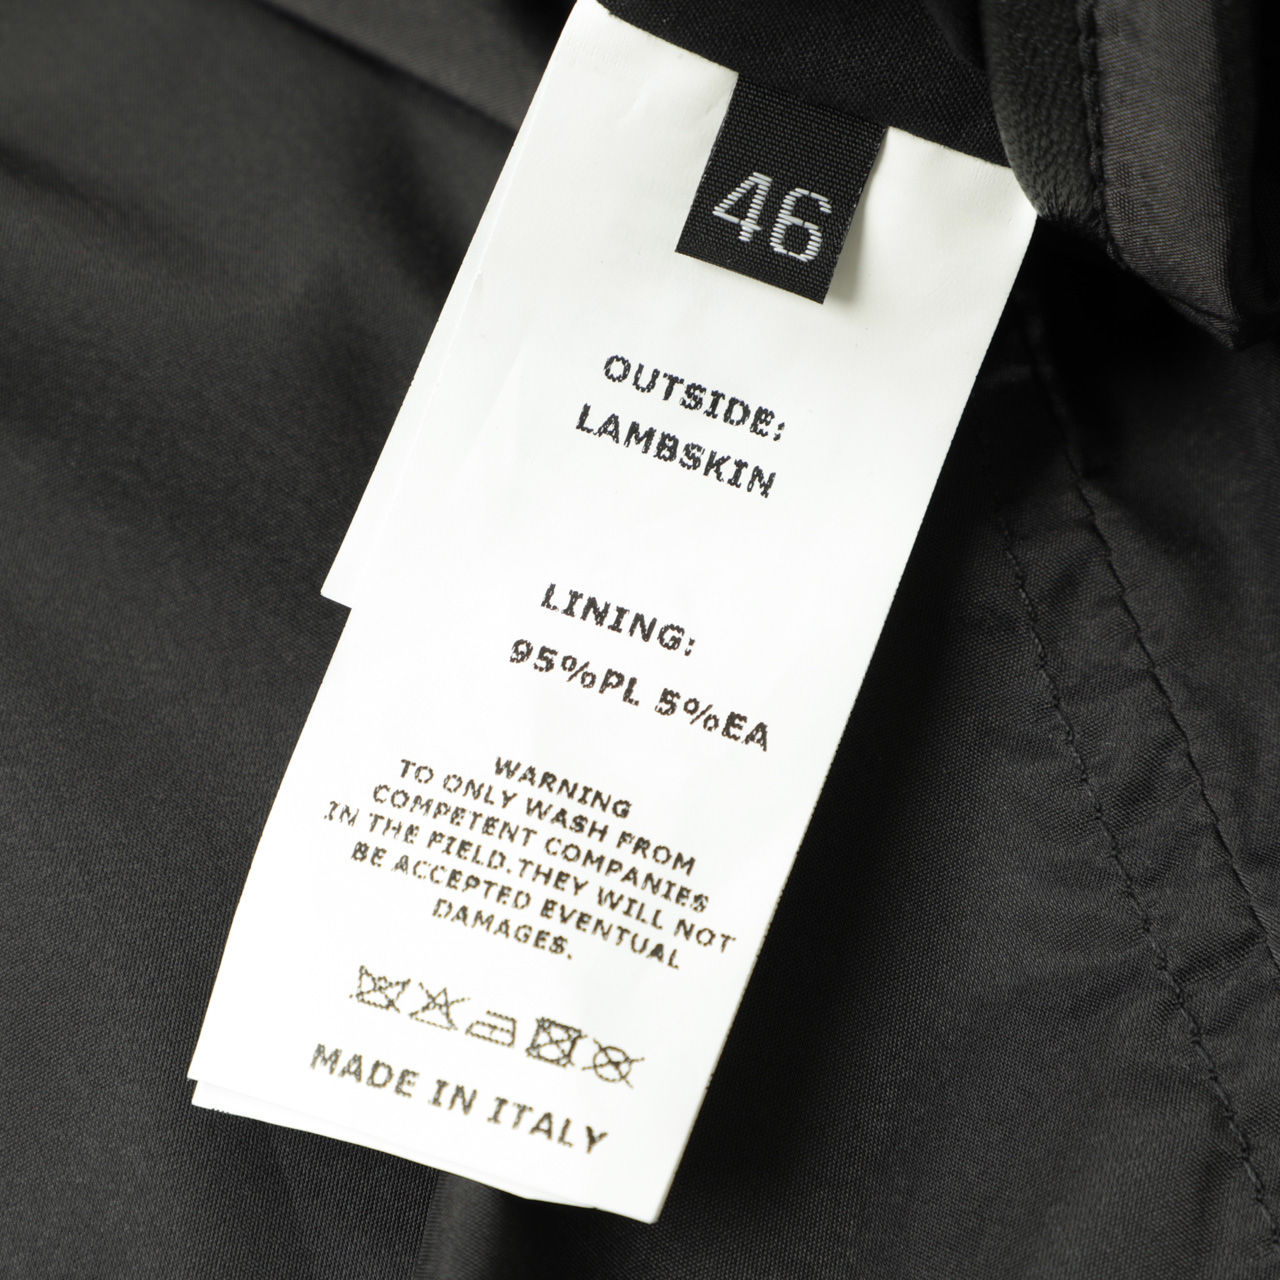 46
OUTSIDE:
LAMBSKIN
LINING:
95%PL 5%EA
WARNING
TO ONLY WASH FROM
COMPETENT COMPANIES
IN THE FIELD.THEY WILL NOT
BE ACCEPTED EVENTUAL
DAMAGES.
MADE IN ITALY